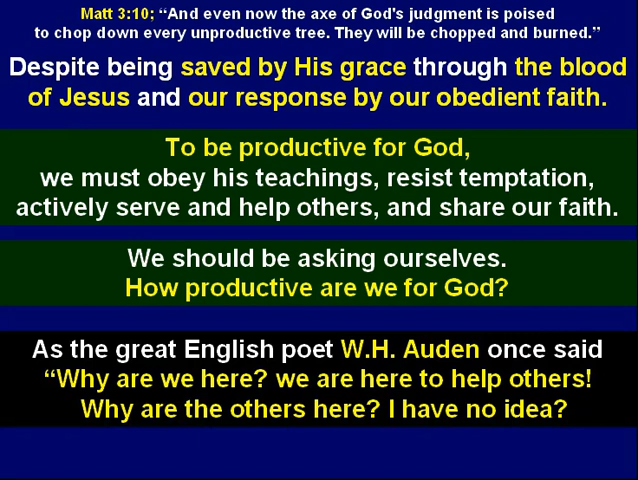 Matt 3:10; “And even now the axe of God's judgment is poised
to chop down every unproductive tree. They will be chopped and burned.”
Despite being saved by His grace through the blood
of Jesus and our response by our obedient faith.
To be productive for God,
we must obey his teachings, resist temptation,
actively serve and help others, and share our faith.
We should be asking ourselves.
How productive are we for God?
As the great English poet W.H. Auden once said
“Why are we here? we are here to help others!
Why are the others here? I have no idea?